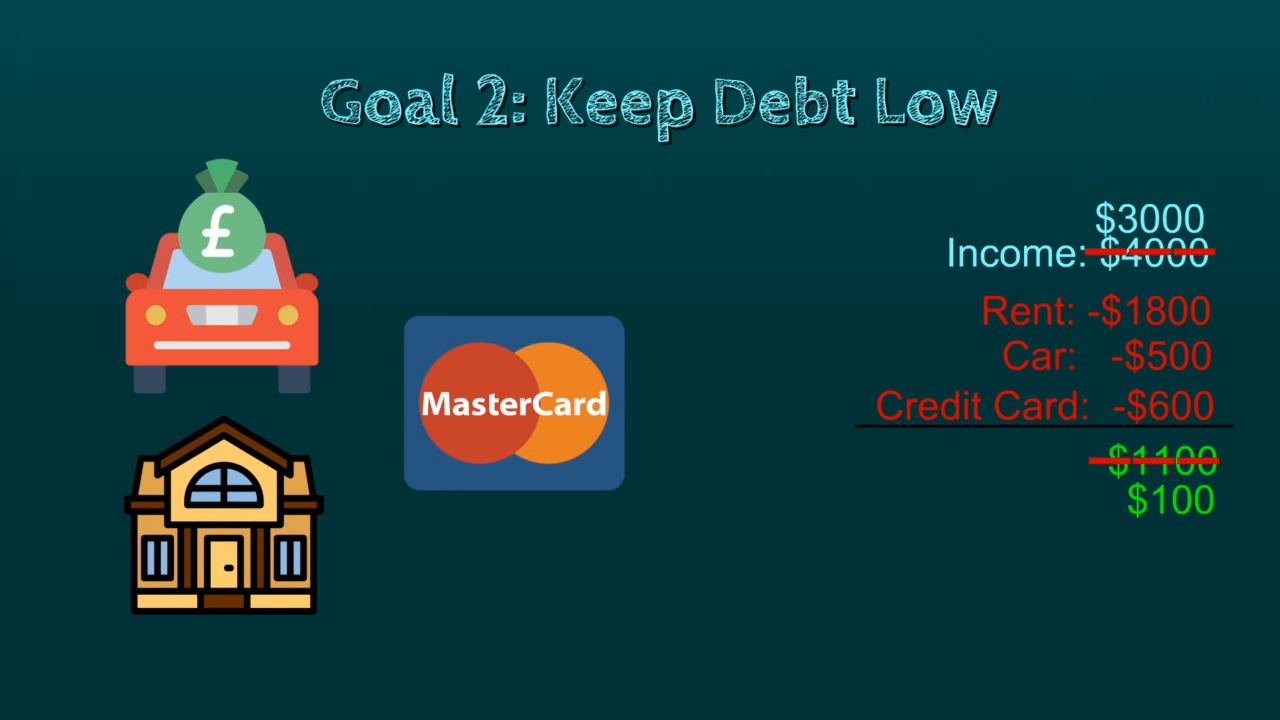 Goal 2: Keep Debt Low
£
MasterCard
$3000
Income: $4000
Rent: -$1800
Car: -$500
Credit Card: -$600
$1100
$100